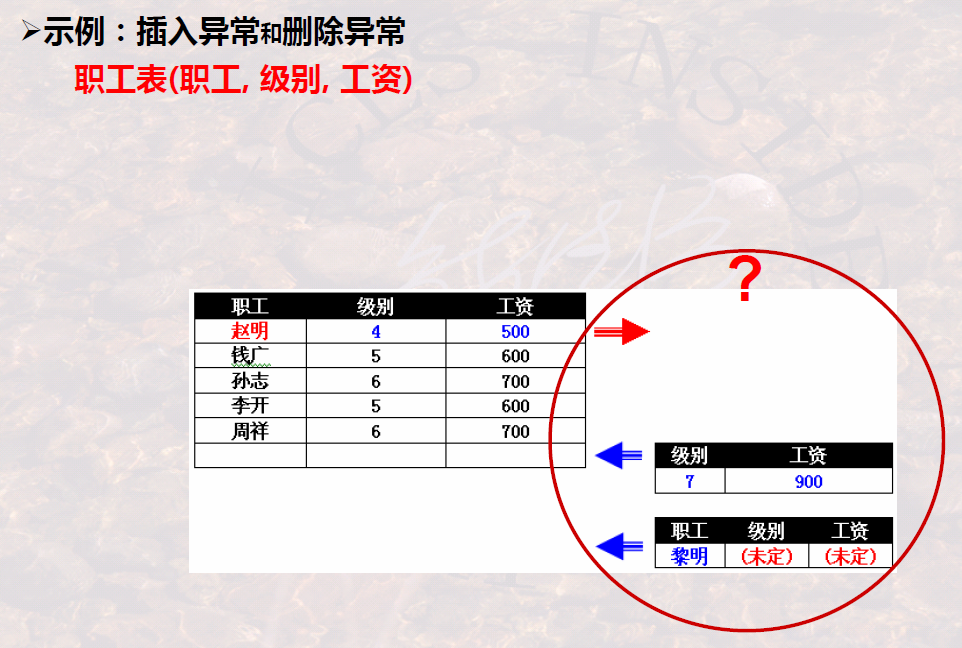 ➢示例：插入异常和删除异常
职工表(职工, 级别, 工资)
?
职工 级别 工资
赵明 4 500
钱广 5 600
孙志 6 700
李开 5 600
周祥 6 700
级别 工资
7 900
职工 级别 工资
黎明 (未定) (未定)